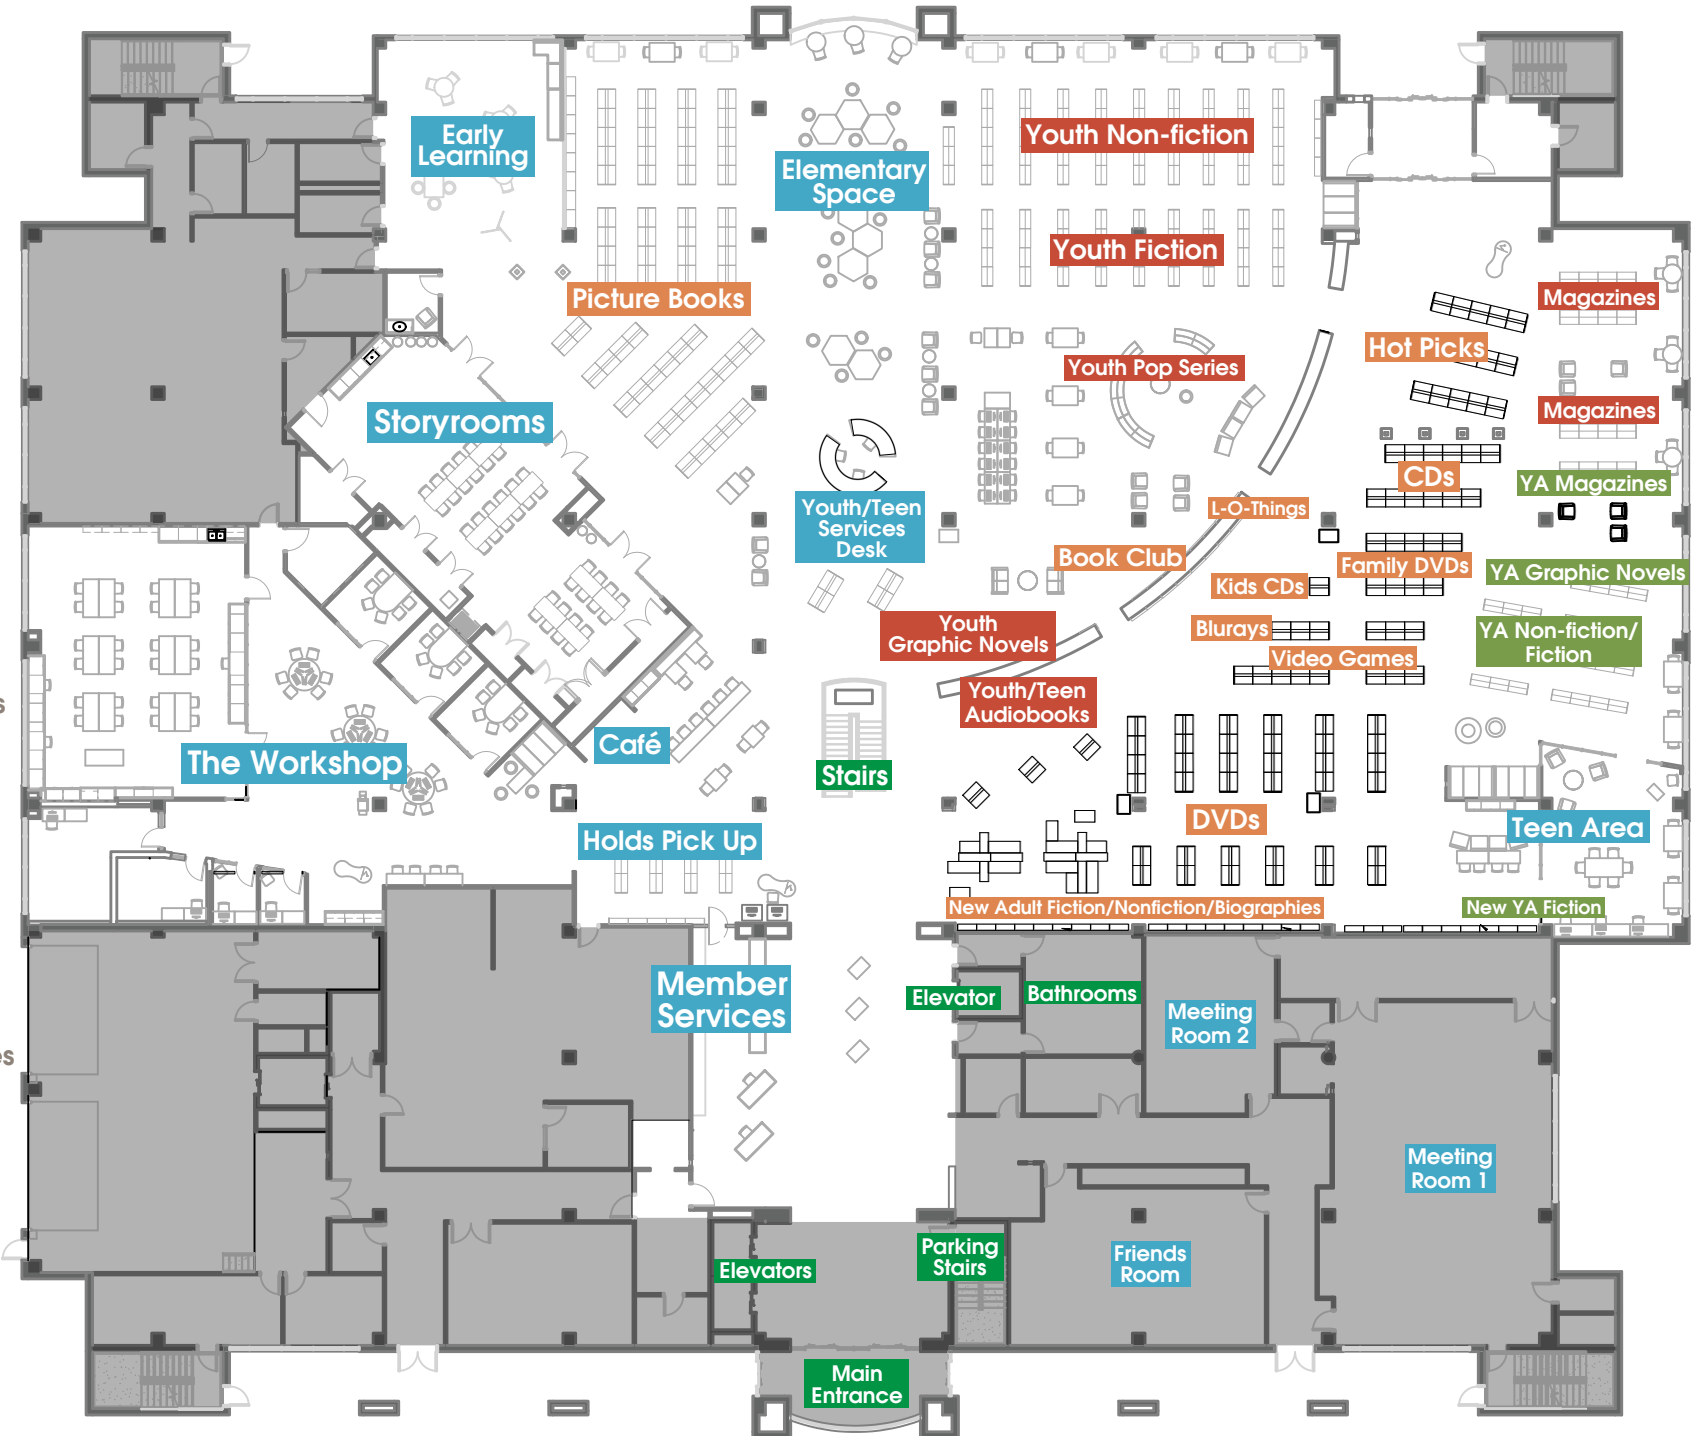 Early
Learning
Elementary
Space
Youth Non-fiction
Youth Fiction
Picture Books
Magazines
Hot Picks
Youth Pop Series
Magazines
Storyrooms
CDs
YA Magazines
Youth/Teen
Services
Desk
L-O-Things
Book Club
Family DVDs
YA Graphic Novels
Kids CDs
Youth
Graphic Novels
Blurays
YA Non-fiction/
Fiction
Video Games
Youth/Teen
Audiobooks
s
Café
The Workshop
Stairs
DVDs
Teen Area
Holds Pick Up
New Adult Fiction/Nonfiction/Biographies
New YA Fiction
Member
Services
Elevator
Bathrooms
Meeting
Room 2
es
Meeting
Room 1
Parking
Stairs
Friends
Room
Elevators
Main
Entrance